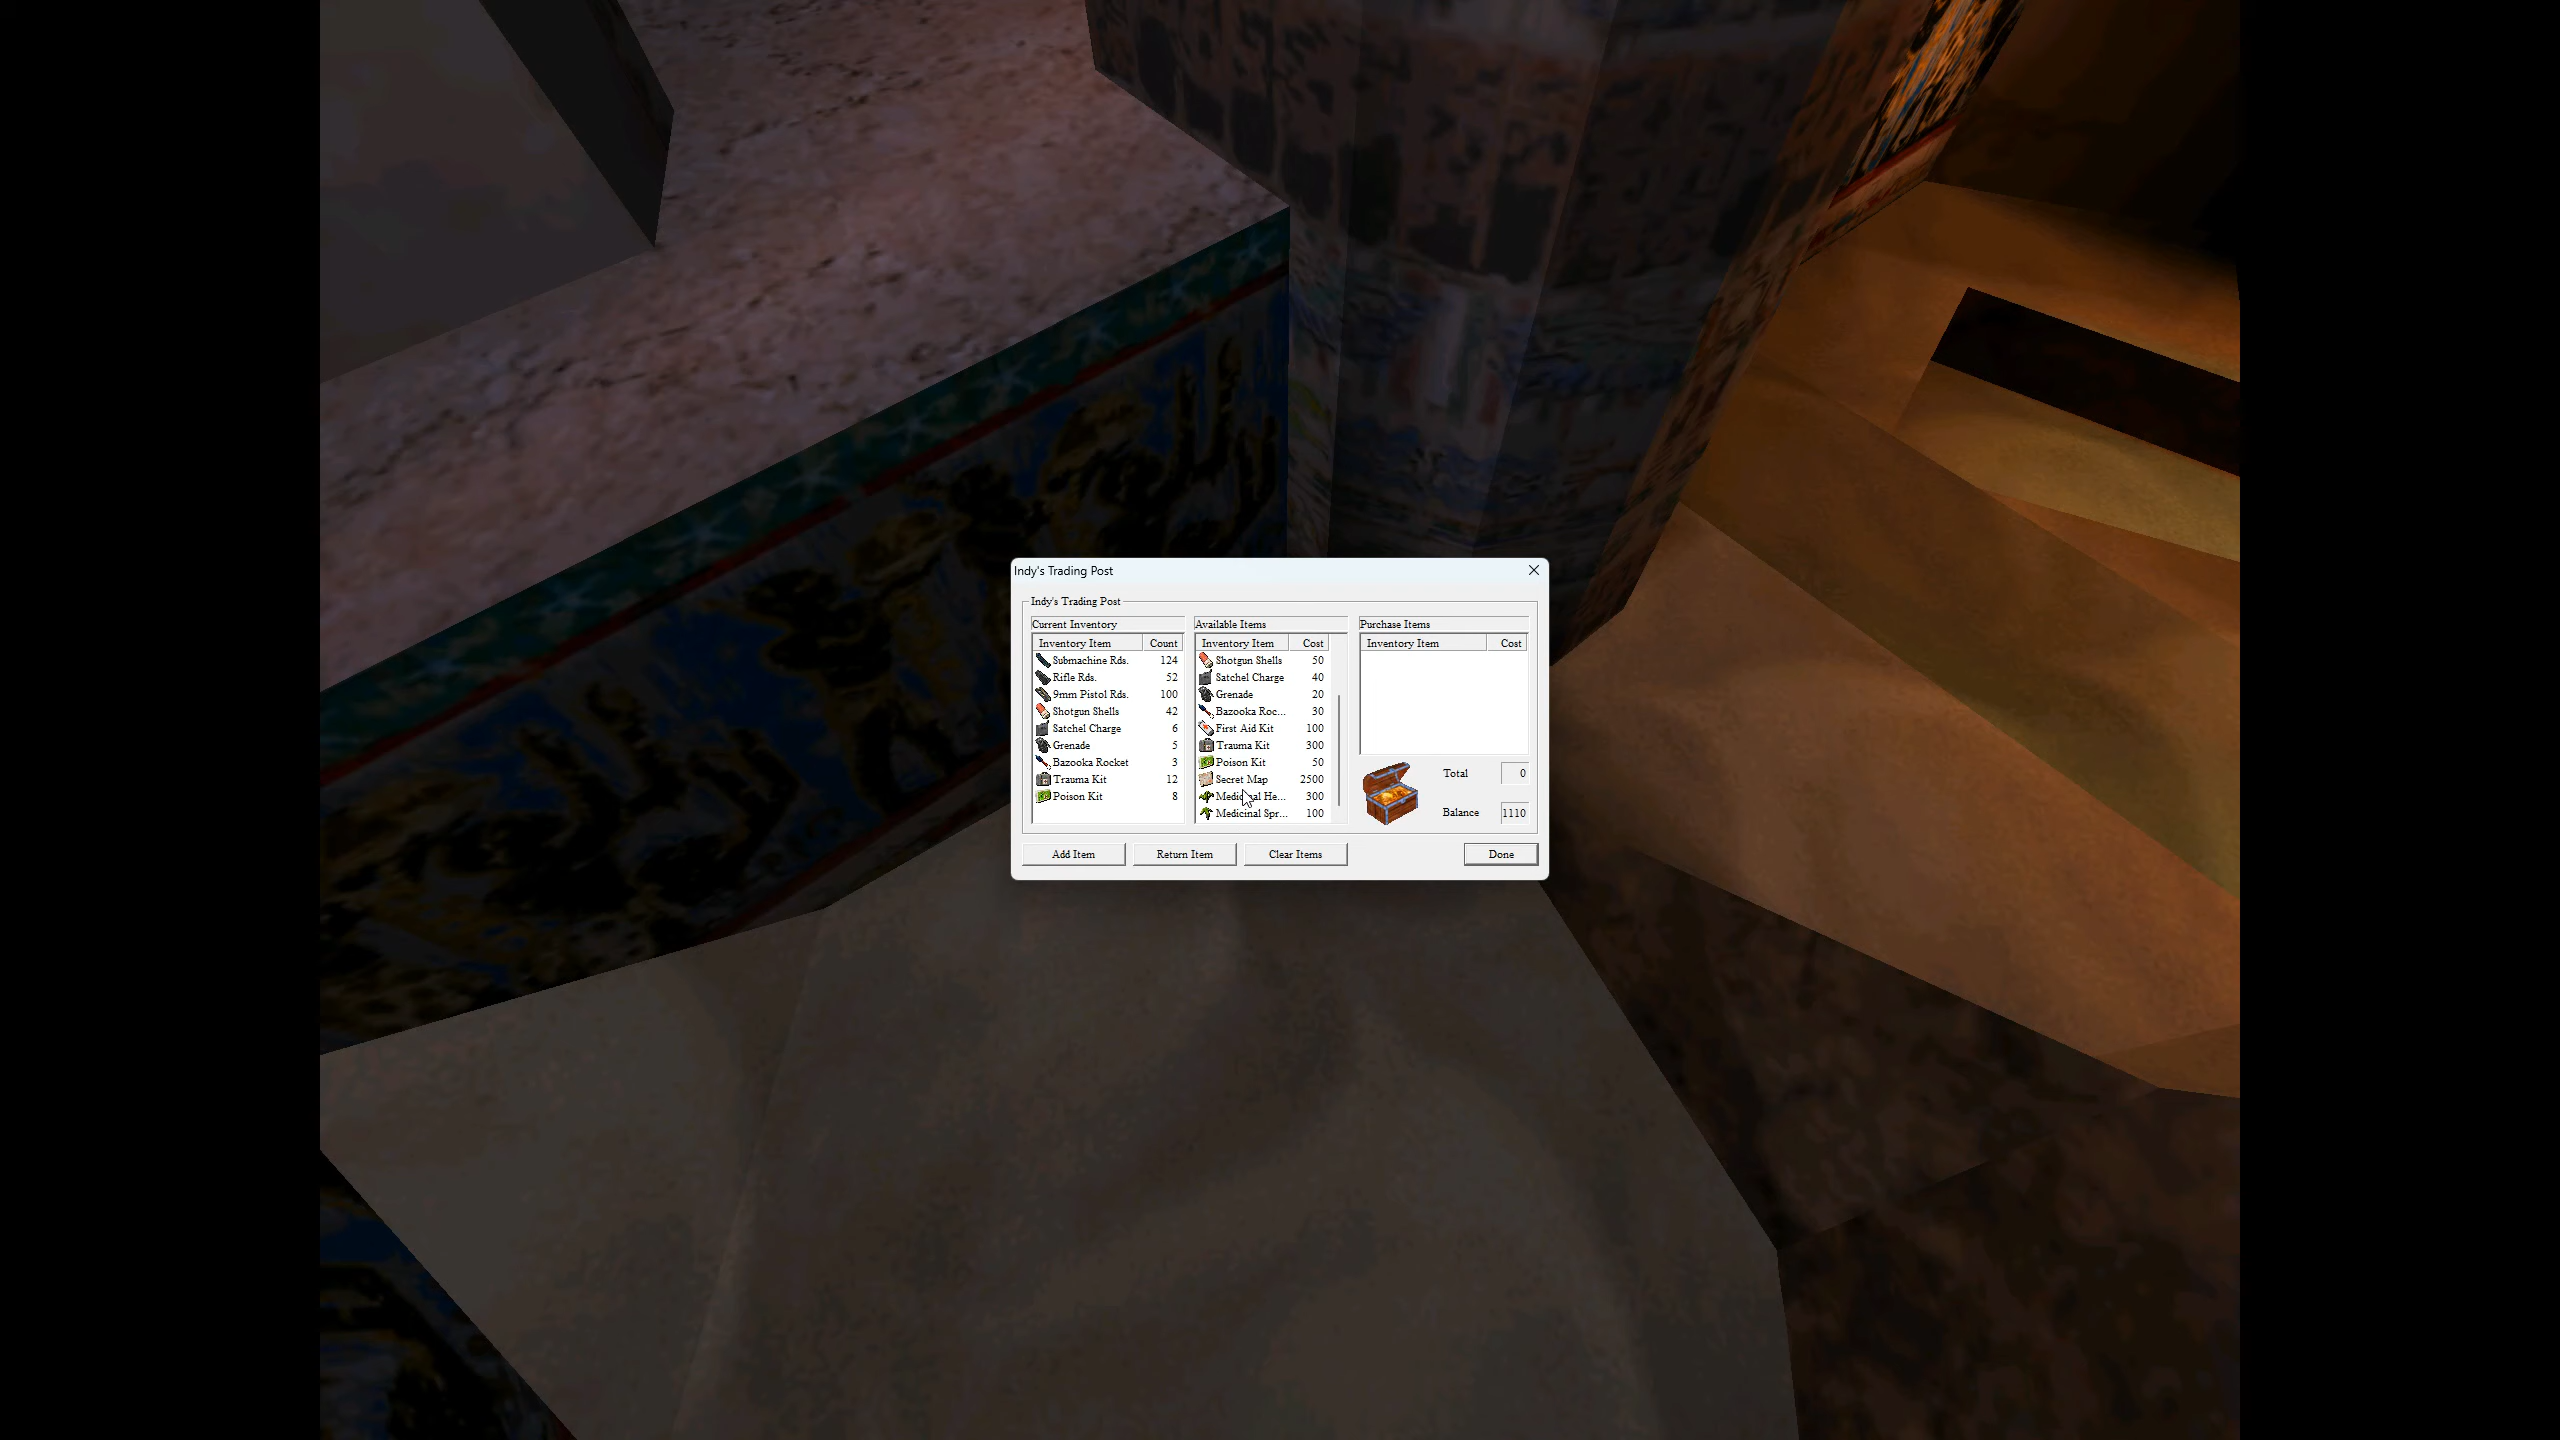 Indy's Trading Post
Indy's Trading Post
Current Inventory
Inventory Item Count
Submachine Rds. 124
Rifle Rds. 52
9mm Pistol Rds. 100
Shotgun Shells 42
Satchel Charge 6
Grenade 5
Bazooka Rocket 3
Trauma Kit 12
Poison Kit 8
Available Items
Inventory Item Cost
Shotgun Shells 50
Satchel Charge 40
Grenade 20
Bazooka Roc... 30
First Aid Kit 100
Trauma Kit 300
Poison Kit 50
Secret Map 2500
Medicinal He... 300
Medicinal Spr... 100
Purchase Items
Inventory Item Cost
Total 0
Balance 1110
Add Item Return Item Clear Items Done